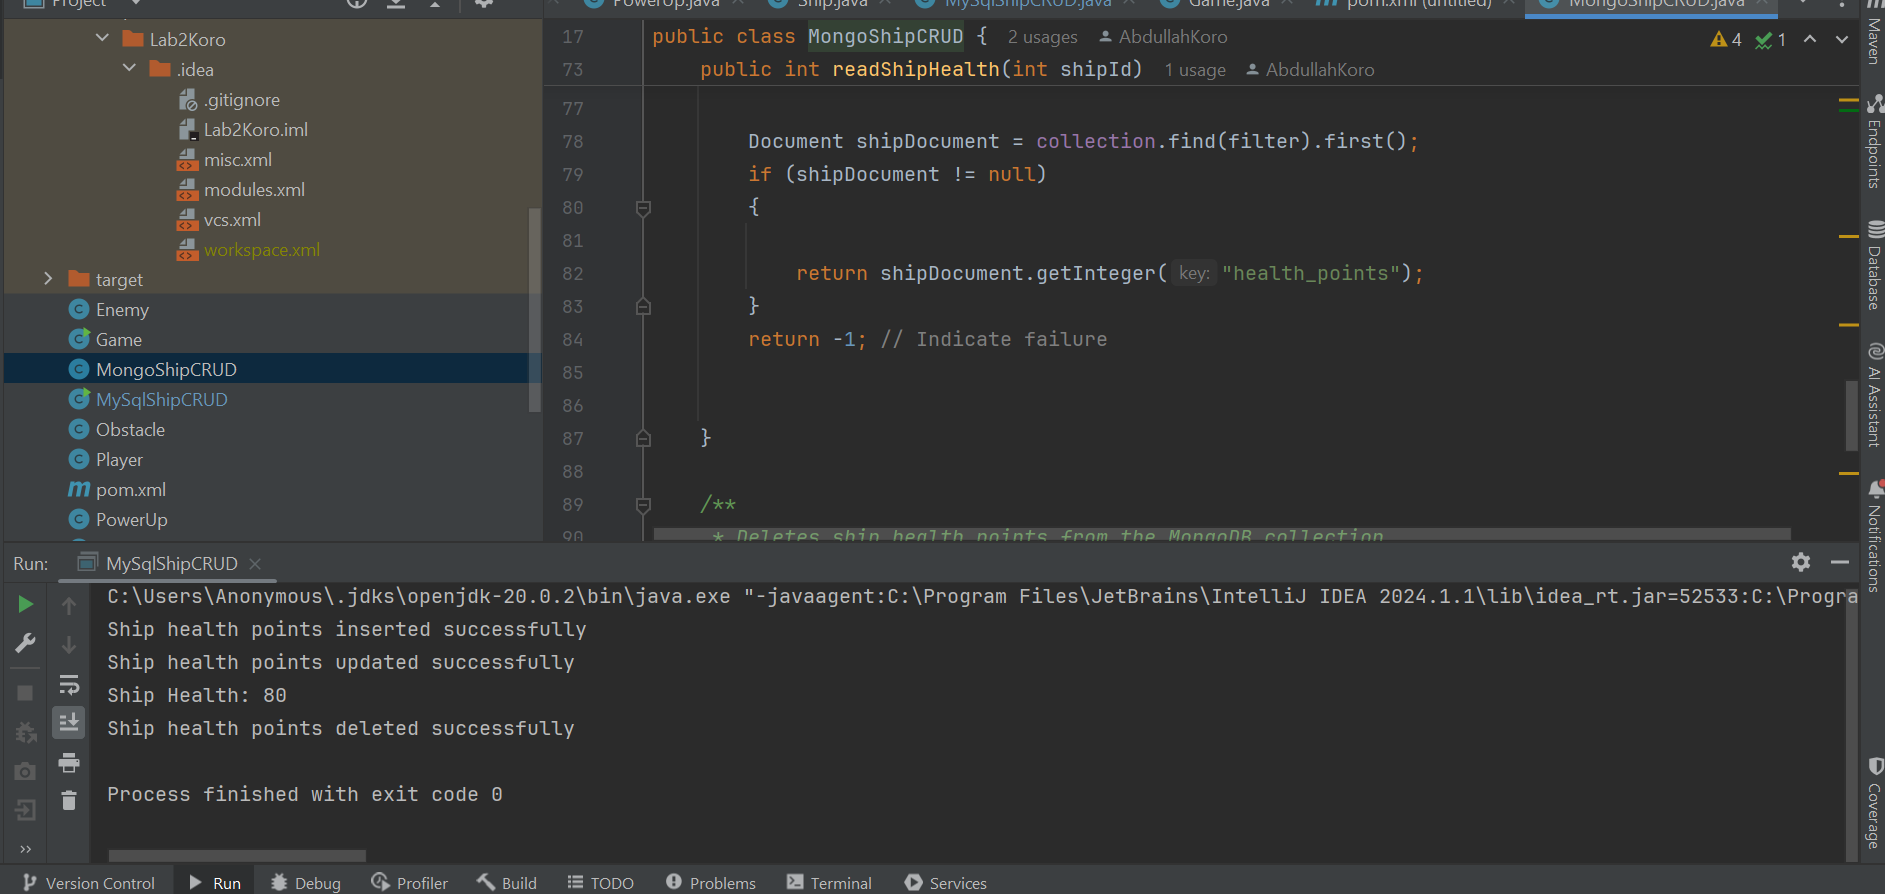 Project
PowerUp.java
Ship.java
MySqlShipCRUD.java
Game.java
pom.xml (untitled)
MongoShipCRUD.java
Lab2Koro
.idea
.gitignore
Lab2Koro.iml
misc.xml
modules.xml
vcs.xml
workspace.xml
target
Enemy
Game
MongoShipCRUD
MySqlShipCRUD
Obstacle
Player
pom.xml
PowerUp
17 public class MongoShipCRUD { 2 usages AbdullahKoro
4 1
73 public int readShipHealth(int shipId) 1 usage AbdullahKoro
77
78 Document shipDocument = collection.find(filter).first();
79 if (shipDocument != null)
80 {
81
82 return shipDocument.getInteger( key: "health_points");
83 }
84 return -1; // Indicate failure
85
86
87 }
88
89 /**
90 * Deletes ship health points from the MongoDB collection
Maven
Endpoints
Database
AI Assistant
Notifications
Coverage
Run: MySqlShipCRUD
C:\Users\Anonymous\.jdks\openjdk-20.0.2\bin\java.exe "-javaagent:C:\Program Files\JetBrains\IntelliJ IDEA 2024.1.1\lib\idea_rt.jar=52533:C:\Progra
Ship health points inserted successfully
Ship health points updated successfully
Ship Health: 80
Ship health points deleted successfully
Process finished with exit code 0
Version Control Run Debug Profiler Build TODO Problems Terminal Services